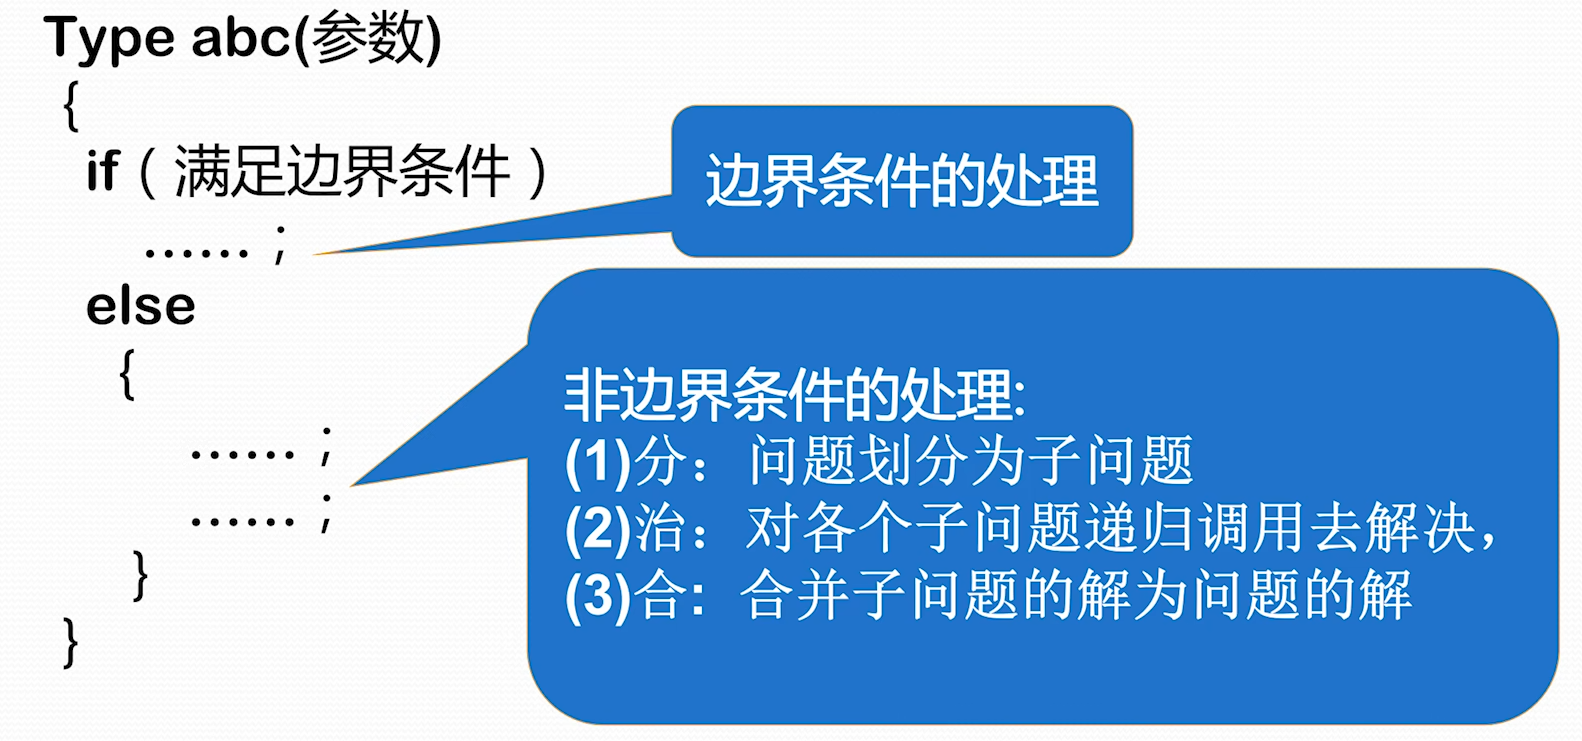 Type abc(参数)
{
if（满足边界条件）
……；
边界条件的处理
else
{
……；
……；
}
}
非边界条件的处理:
(1)分：问题划分为子问题
(2)治：对各个子问题递归调用去解决，
(3)合：合并子问题的解为问题的解